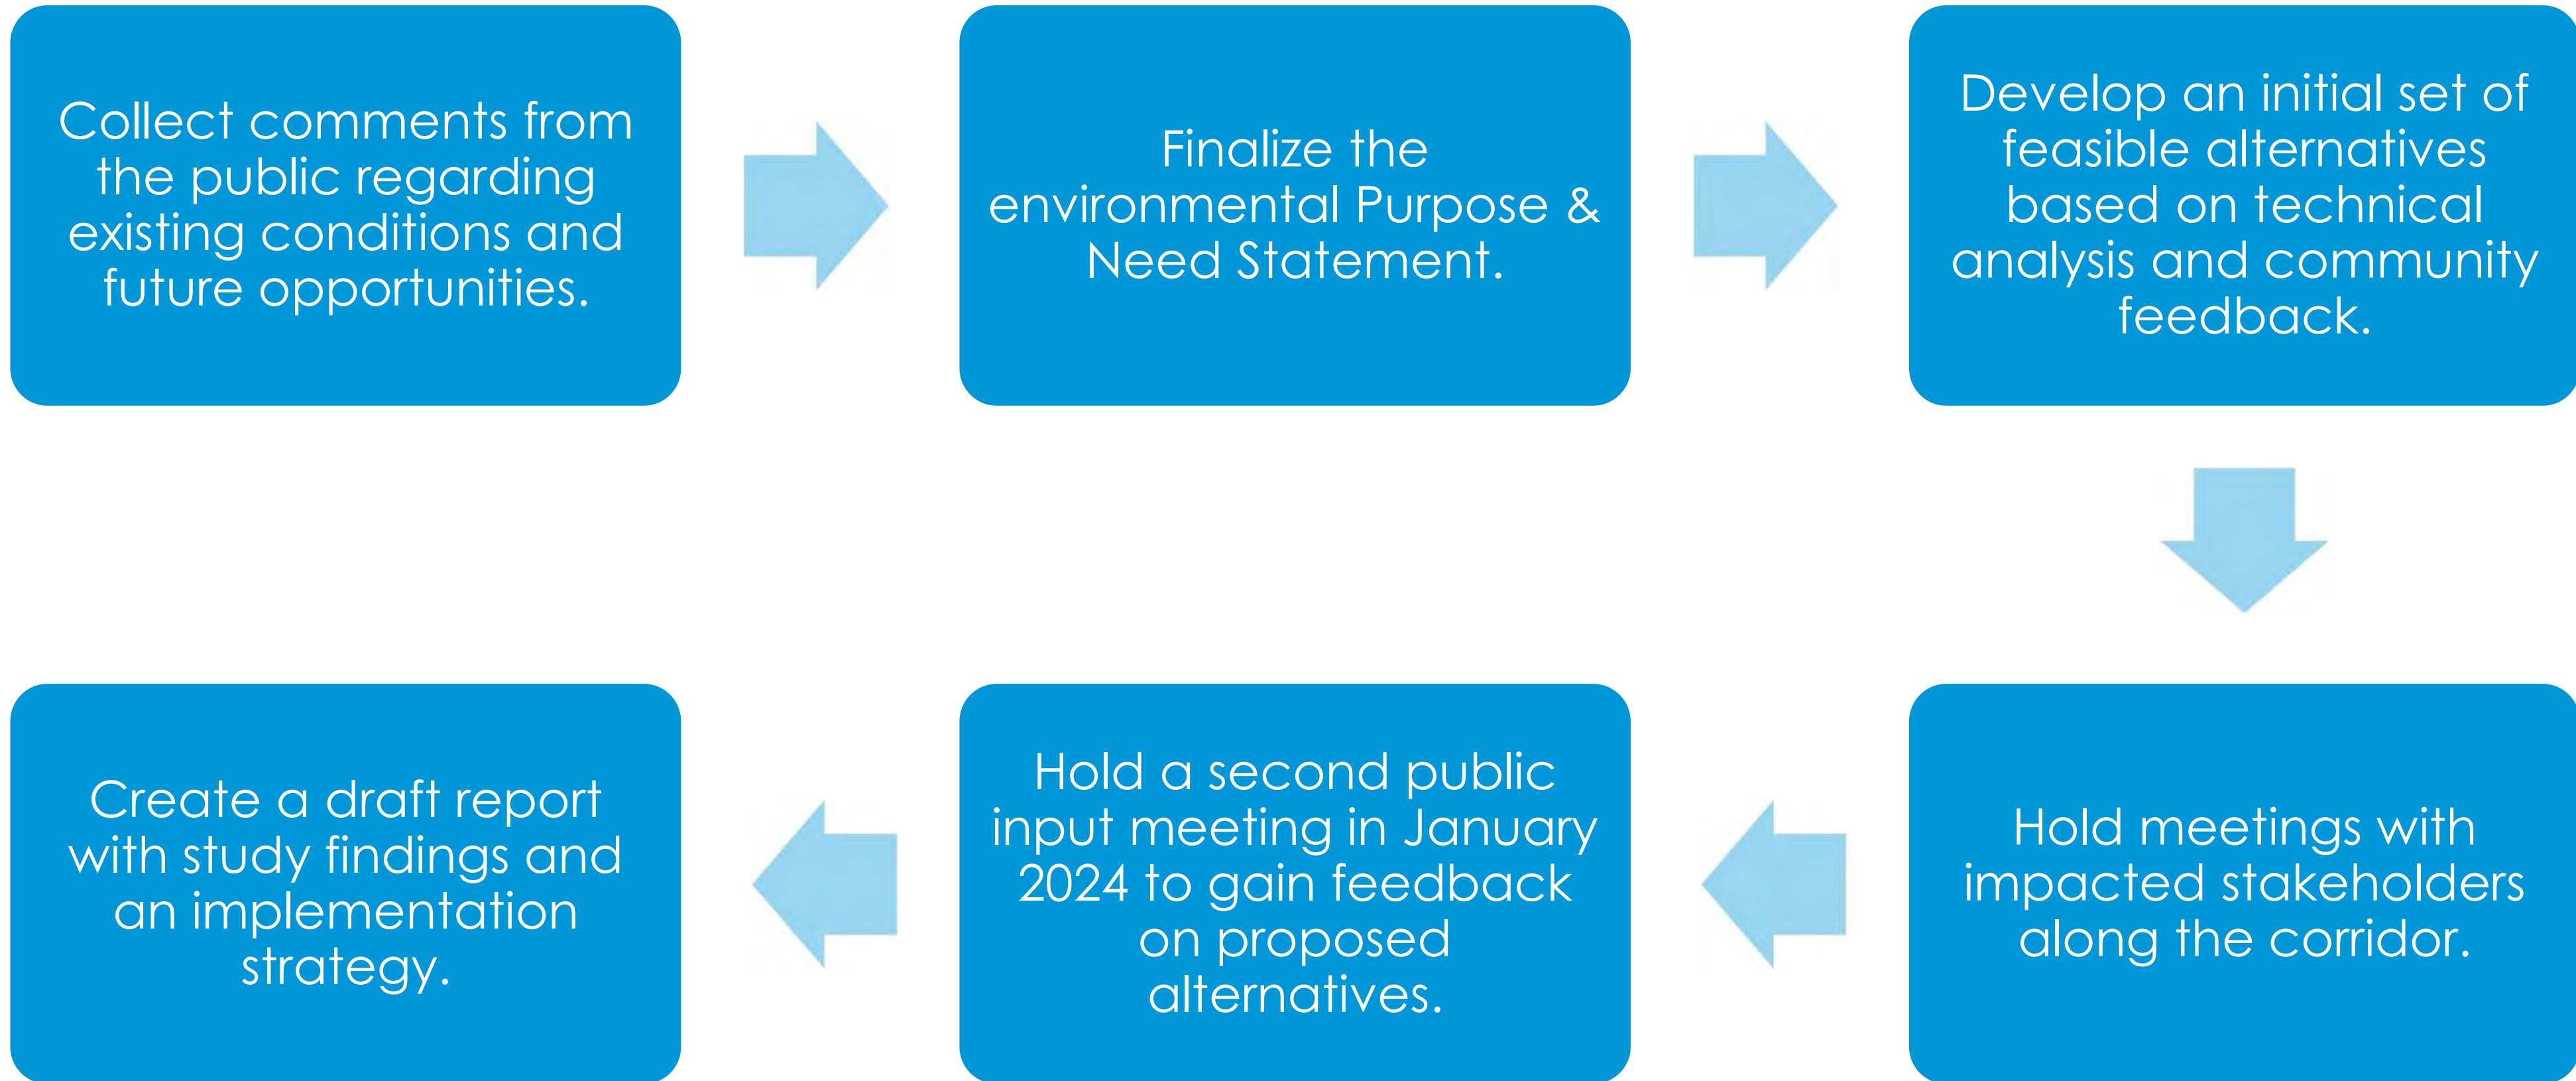 Collect comments from
the public regarding
existing conditions and
future opportunities.
Finalize the
environmental Purpose &
Need Statement.
Develop an initial set of
feasible alternatives
based on technical
analysis and community
feedback.
Hold meetings with
impacted stakeholders
along the corridor.
Hold a second public
input meeting in January
2024 to gain feedback
on proposed
alternatives.
Create a draft report
with study findings and
an implementation
strategy.